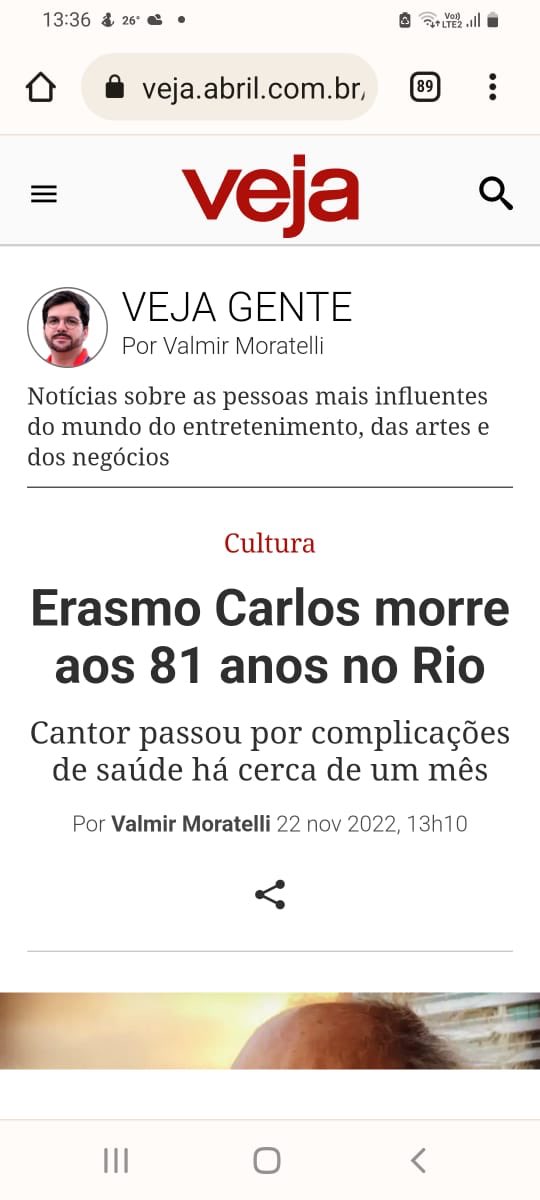 13:36 26°
Vo))
LTE2
veja.abril.com.br,
89
veja
VEJA GENTE
Por Valmir Moratelli
Notícias sobre as pessoas mais influentes
do mundo do entretenimento, das artes e
dos negócios
Cultura
Erasmo Carlos morre
aos 81 anos no Rio
Cantor passou por complicações
de saúde há cerca de um mês
Por Valmir Moratelli 22 nov 2022, 13h10